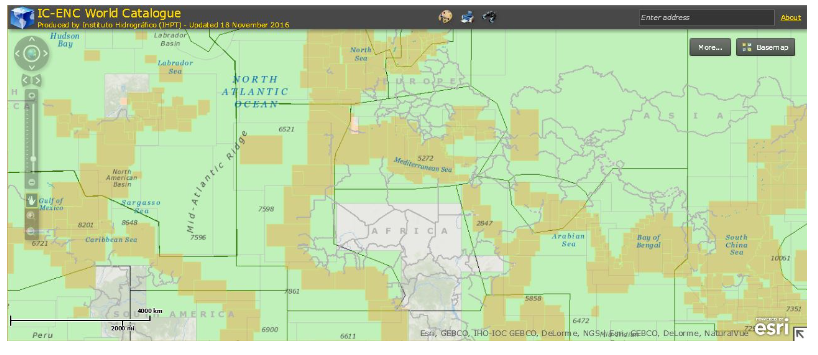 IC-ENC World Catalogue
Produced by Instituto Hidrográfico (IHPT) - Updated 18 November 2016
Enter address
About
More...
Basemap
Hudson
Bay
Labrador
Basin
Labrador
Sea
North
Sea
NORTH
ATLANTIC
OCEAN
EUROPE
ASIA
6521
Mid-Atlantic Ridge
5272
Mediterranean Sea
North
American
Basin
Gulf of
Mexico
Sargasso
Sea
8201
8648
7598
7596
6721
Caribbean Sea
AFRICA
2847
Arabian
Sea
Bay of
Bengal
South
China
Sea
10061
7861
5858
7351
4000 km
2000 mi
SOUTH AMERICA
Peru
6900
6611
6472
Esri, GEBCO, IHO-IOC GEBCO, DeLorme, NGS
Esri, GEBCO, DeLorme, NaturalVue
POWERED BY
esri